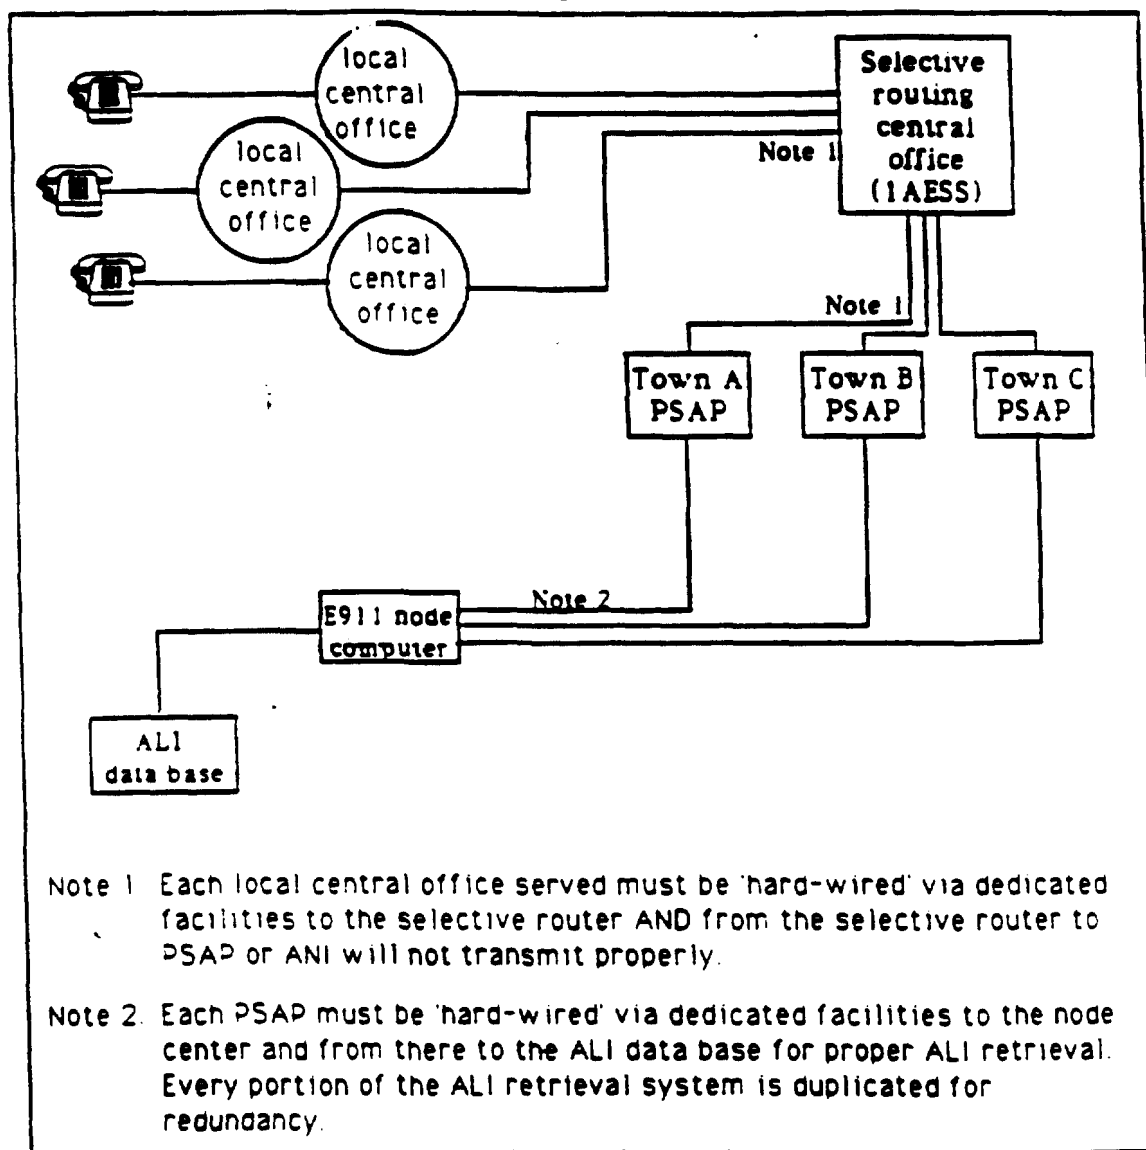 local
central
office
local
central
office
local
central
office
Selective
routing
central
office
(1AESS)
Note 1
Note 1
Town A
PSAP
Town B
PSAP
Town C
PSAP
Note 2
E911 node
computer
ALI
data base
Note 1 Each local central office served must be 'hard-wired' via dedicated
facilities to the selective router AND from the selective router to
PSAP or ANI will not transmit properly.
Note 2. Each PSAP must be 'hard-wired' via dedicated facilities to the node
center and from there to the ALI data base for proper ALI retrieval.
Every portion of the ALI retrieval system is duplicated for
redundancy.